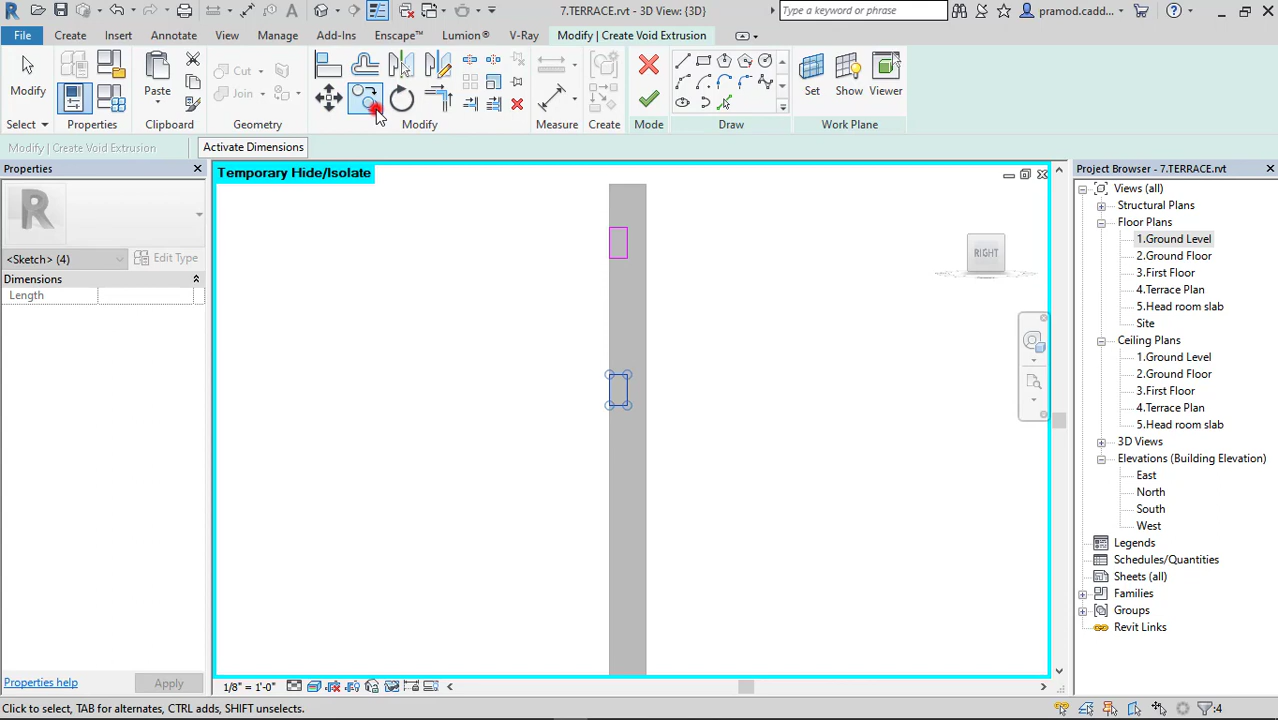 7.TERRACE.rvt - 3D View: {3D}
Type a keyword or phrase
pramod.cadd...
File
Create
Insert
Annotate
View
Manage
Add-Ins
Enscape™
Lumion®
V-Ray
Modify | Create Void Extrusion
Modify
Paste
Cut
Join
Set
Show
Viewer
Select
Properties
Clipboard
Geometry
Modify
Measure
Create
Mode
Draw
Work Plane
Modify | Create Void Extrusion
Activate Dimensions
Properties
R
<Sketch> (4)
Edit Type
Dimensions
Length
Properties help
Apply
Temporary Hide/Isolate
RIGHT
1/8" = 1'-0"
Project Browser - 7.TERRACE.rvt
Views (all)
Structural Plans
Floor Plans
1.Ground Level
2.Ground Floor
3.First Floor
4.Terrace Plan
5.Head room slab
Site
Ceiling Plans
1.Ground Level
2.Ground Floor
3.First Floor
4.Terrace Plan
5.Head room slab
3D Views
Elevations (Building Elevation)
East
North
South
West
Legends
Schedules/Quantities
Sheets (all)
Families
Groups
Revit Links
Click to select, TAB for alternates, CTRL adds, SHIFT unselects.
:4